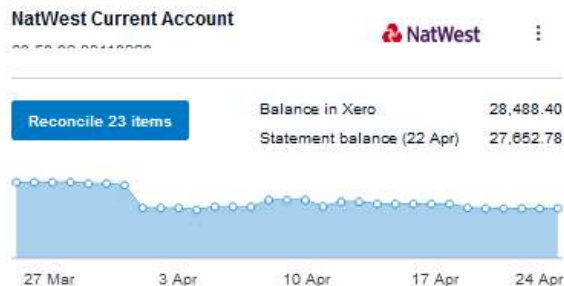 NatWest Current Account
NatWest
Reconcile 23 items
Balance in Xero 28,488.40
Statement balance (22 Apr) 27,652.78
27 Mar 3 Apr 10 Apr 17 Apr 24 Apr